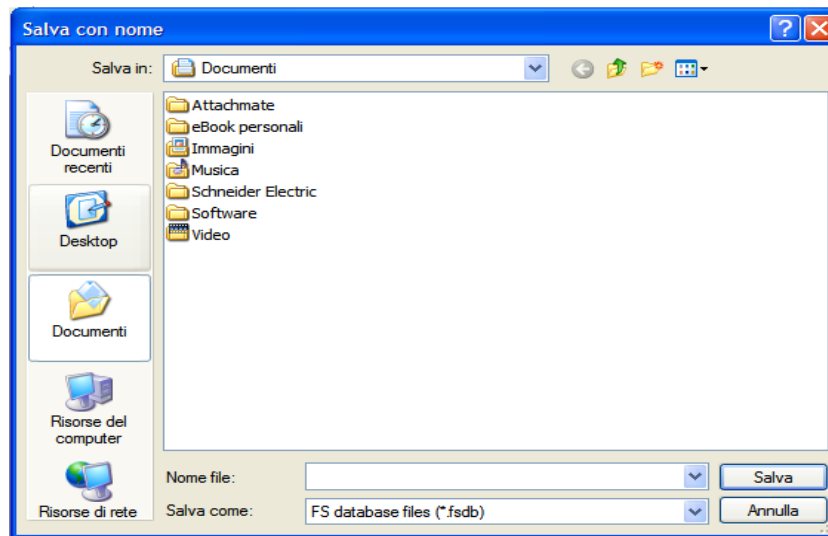 Salva con nome
Salva in:
Documenti
Attachmate
eBook personali
Immagini
Musica
Schneider Electric
Software
Video
Documenti
recenti
Desktop
Documenti
Risorse del
computer
Risorse di rete
Nome file:
Salva
Salva come:
FS database files (*.fsdb)
Annulla